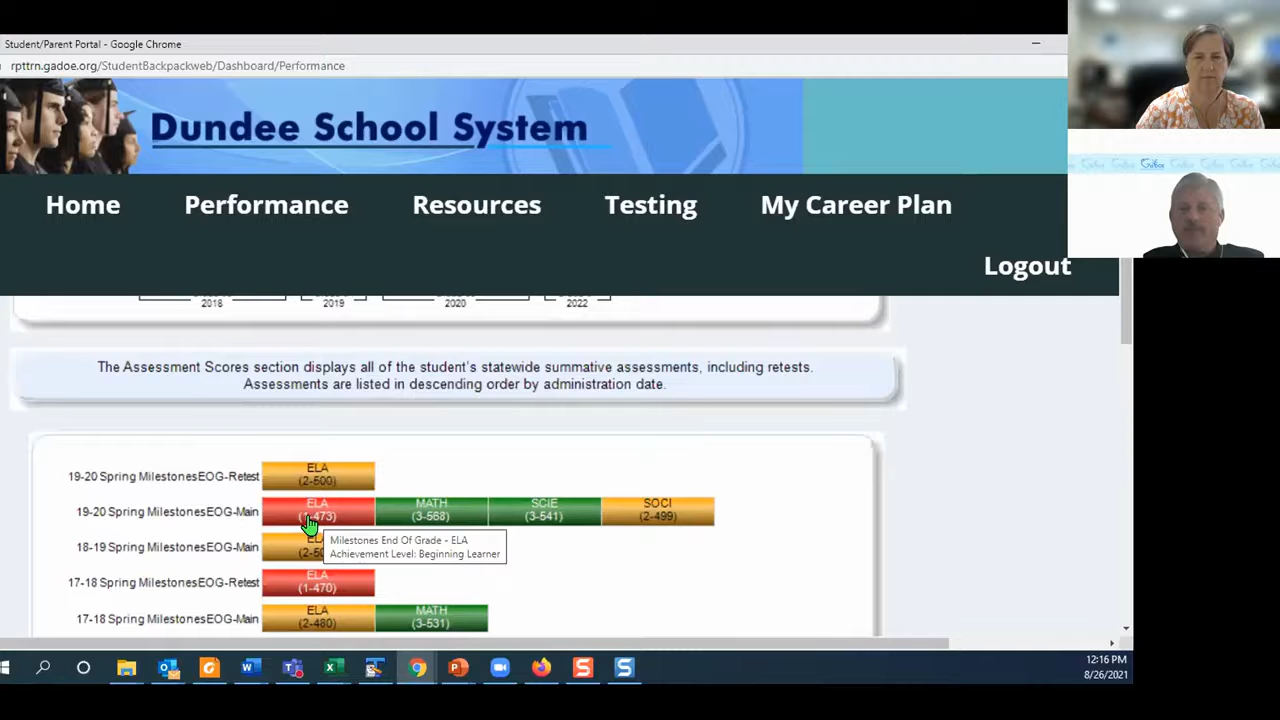 Student/Parent Portal - Google Chrome
rpttrn.gadoe.org/StudentBackpackweb/Dashboard/Performance
Dundee School System
Home Performance Resources Testing My Career Plan
Logout
2018 2019 2020 2022
The Assessment Scores section displays all of the student's statewide summative assessments, including retests.
Assessments are listed in descending order by administration date.
19-20 Spring MilestonesEOG-Retest ELA (2-500)
19-20 Spring MilestonesEOG-Main ELA (1-473) MATH (3-568) SCIE (3-541) SOCI (2-499)
Milestones End Of Grade - ELA
Achievement Level: Beginning Learner
18-19 Spring MilestonesEOG-Main
17-18 Spring MilestonesEOG-Retest ELA (1-470)
17-18 Spring MilestonesEOG-Main ELA (2-480) MATH (3-531)
12:16 PM
8/26/2021